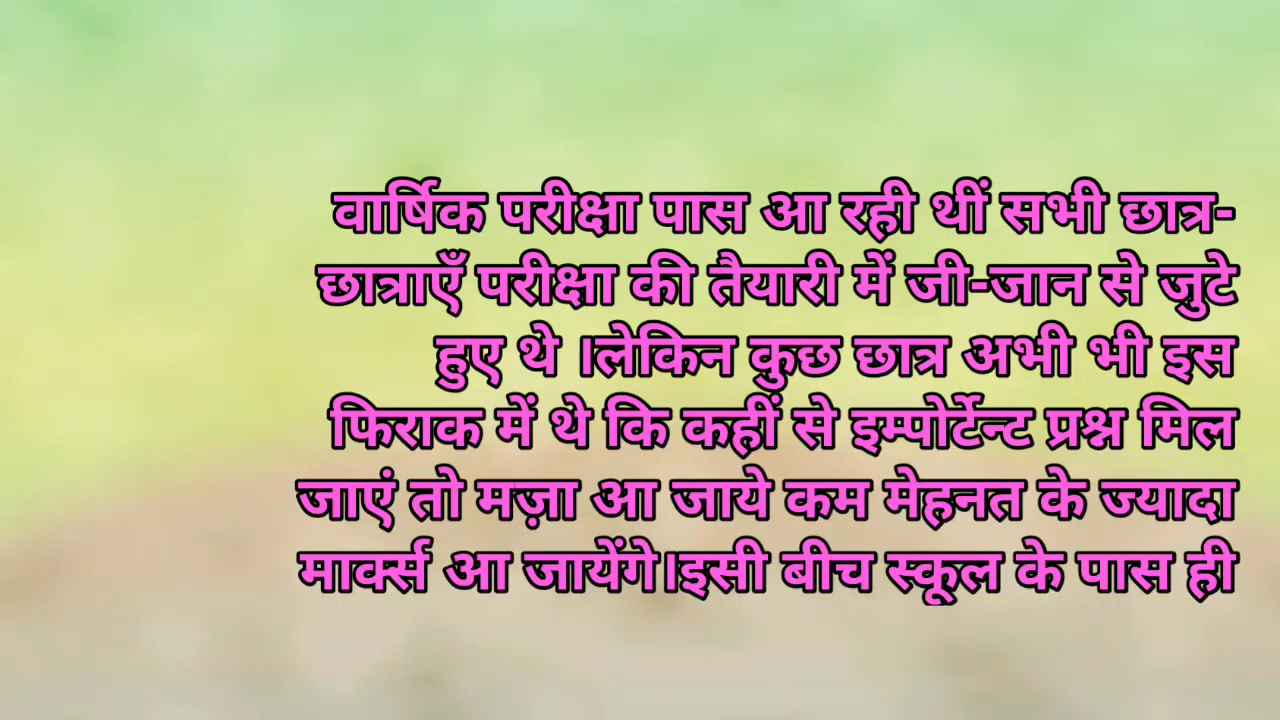 वार्षिक परीक्षा पास आ रही थीं सभी छात्र-
छात्राएँ परीक्षा की तैयारी में जी-जान से जुटे
हुए थे ।लेकिन कुछ छात्र अभी भी इस
फिराक में थे कि कहीं से इम्पोर्टेन्ट प्रश्न मिल
जाएं तो मज़ा आ जाये कम मेहनत के ज्यादा
मार्क्स आ जायेंगे।इसी बीच स्कूल के पास ही